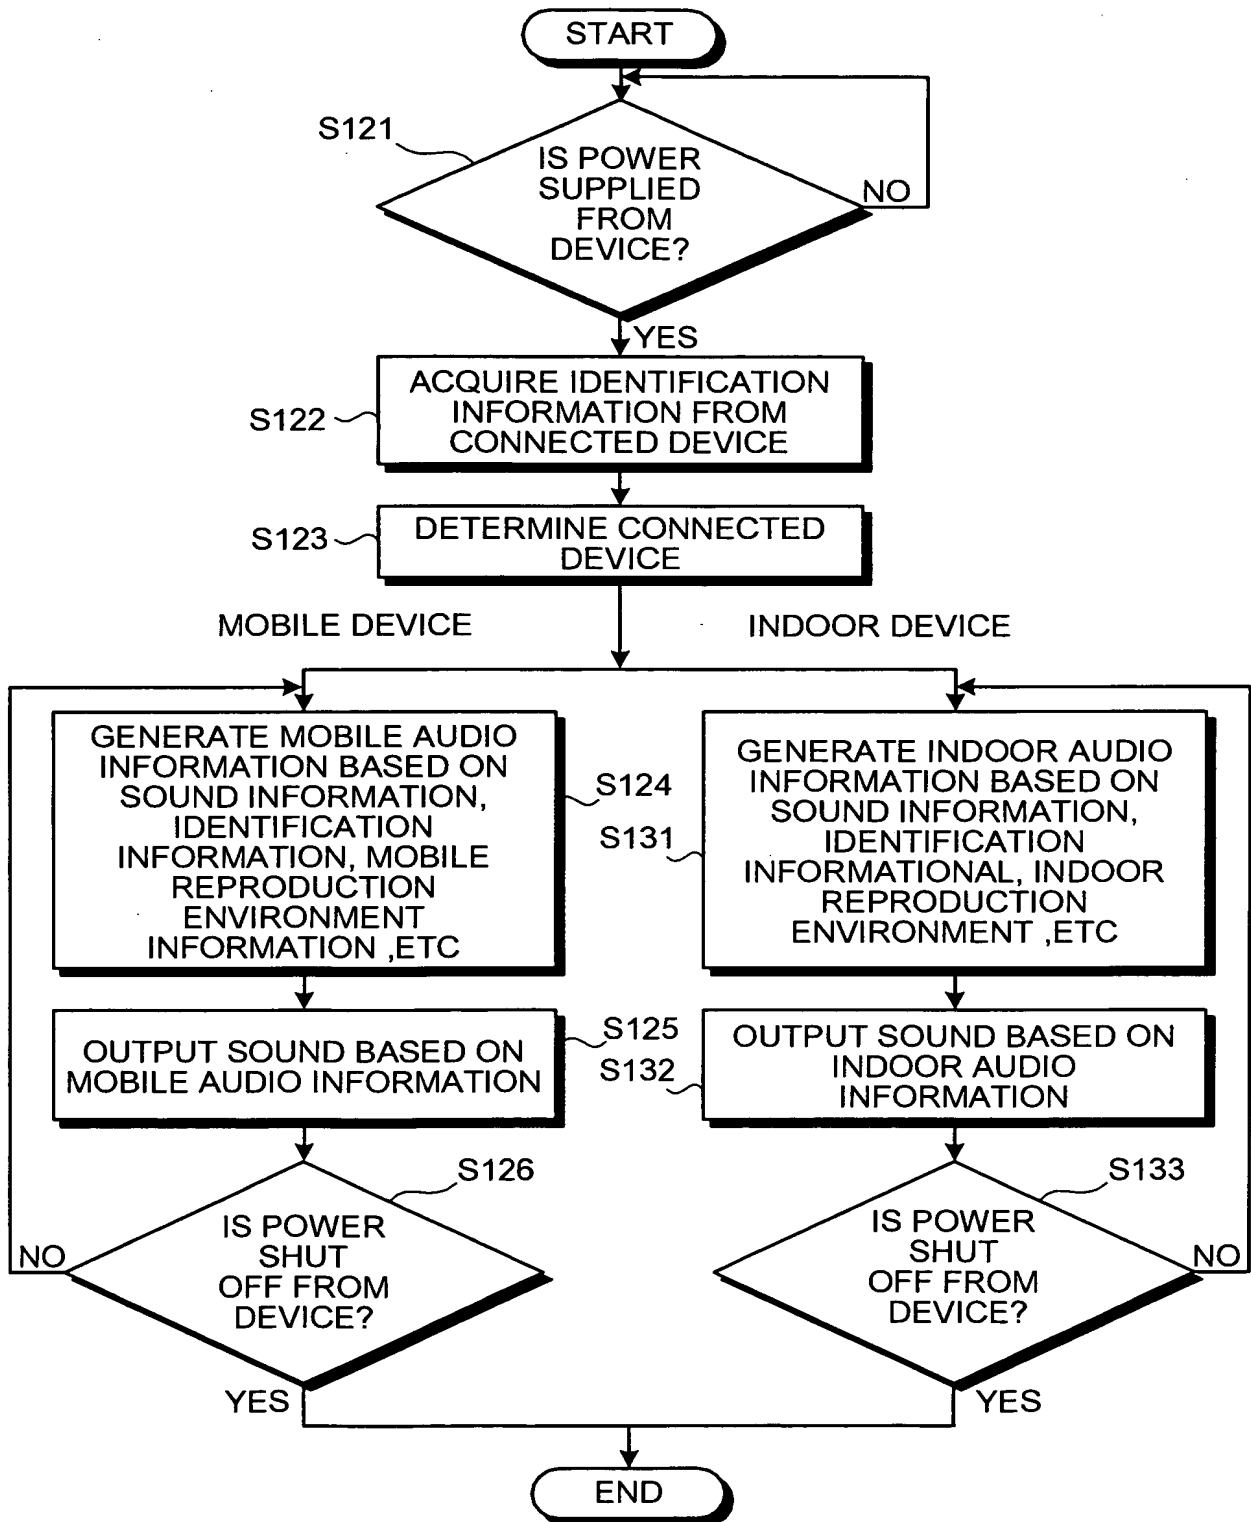 START
S121
IS POWER
SUPPLIED
FROM
DEVICE?
NO
YES
S122
ACQUIRE IDENTIFICATION
INFORMATION FROM
CONNECTED DEVICE
S123
DETERMINE CONNECTED
DEVICE
MOBILE DEVICE
INDOOR DEVICE
GENERATE MOBILE AUDIO
INFORMATION BASED ON
SOUND INFORMATION,
IDENTIFICATION
INFORMATION, MOBILE
REPRODUCTION
ENVIRONMENT
INFORMATION ,ETC
S124
S131
GENERATE INDOOR AUDIO
INFORMATION BASED ON
SOUND INFORMATION,
IDENTIFICATION
INFORMATIONAL, INDOOR
REPRODUCTION
ENVIRONMENT ,ETC
OUTPUT SOUND BASED ON
MOBILE AUDIO INFORMATION
S125
S132
OUTPUT SOUND BASED ON
INDOOR AUDIO
INFORMATION
S126
IS POWER
SHUT
OFF FROM
DEVICE?
NO
YES
S133
IS POWER
SHUT
OFF FROM
DEVICE?
NO
YES
END